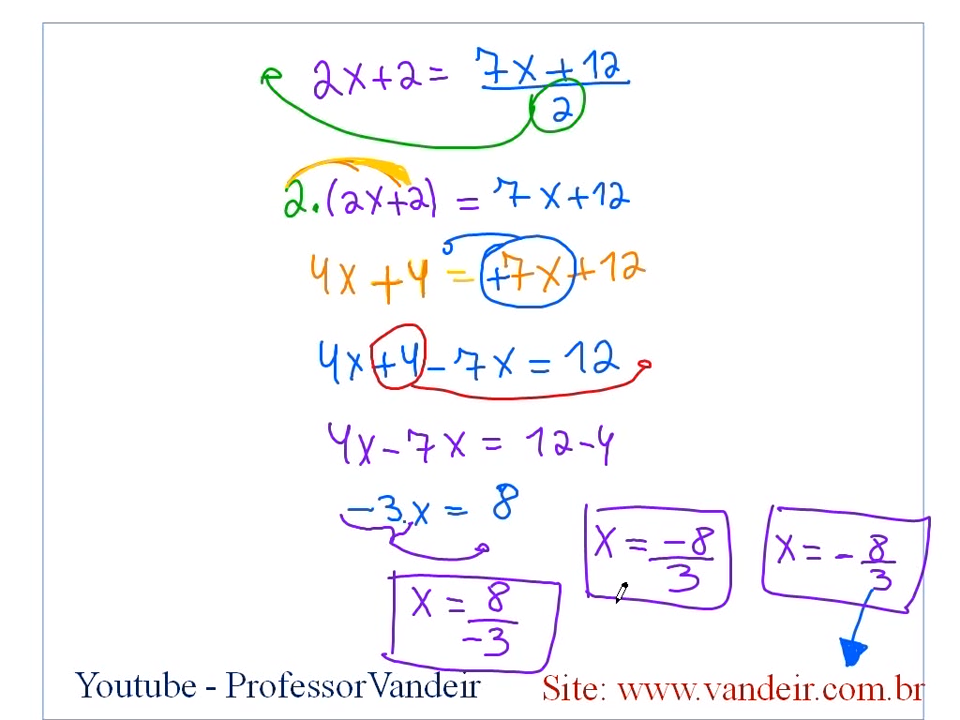 2x+2 = 7x+12/2
2.(2x+2) = 7x+12
4x+4 = +7x+12
4x+4-7x = 12
4x-7x = 12-4
-3.x = 8
x = 8/-3
x = -8/3
x = - 8/3
Youtube - ProfessorVandeir
Site: www.vandeir.com.br